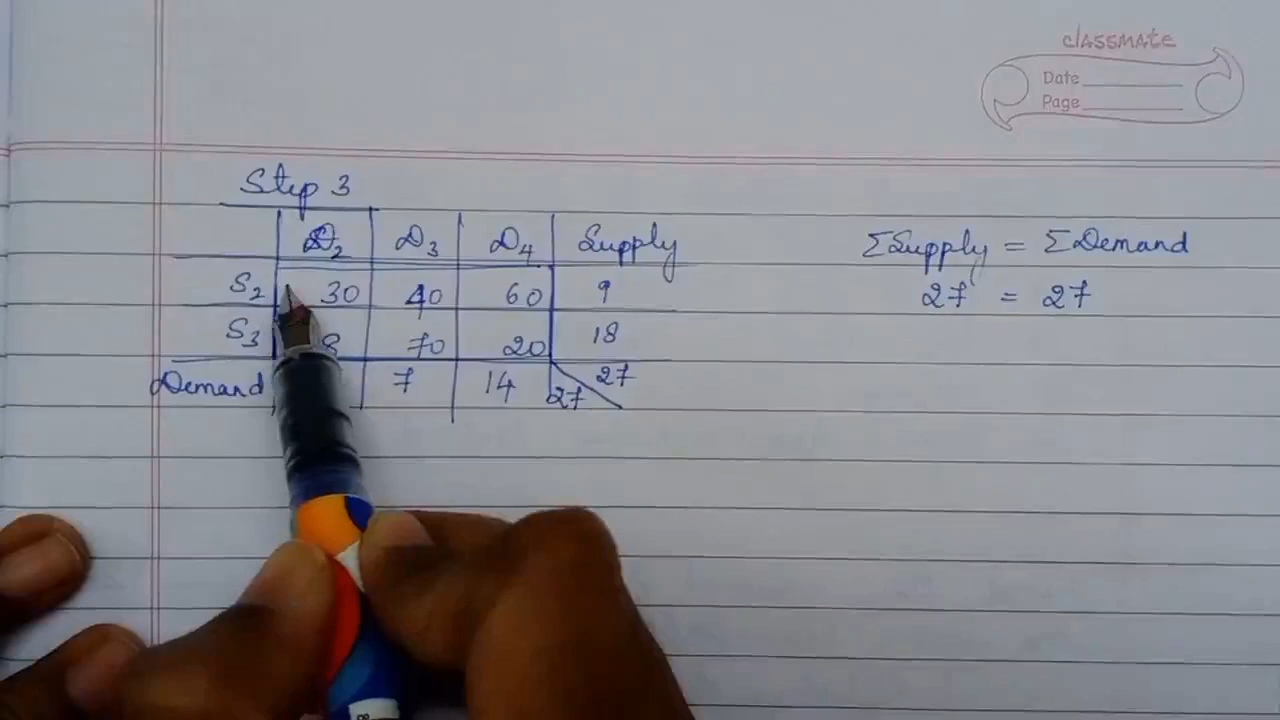 classmate
Date
Page
Step 3
D2 D3 D4 Supply
S2 30 40 60 9
S3 8 70 20 18
Demand 7 14 27 27
ΣSupply = ΣDemand
27 = 27